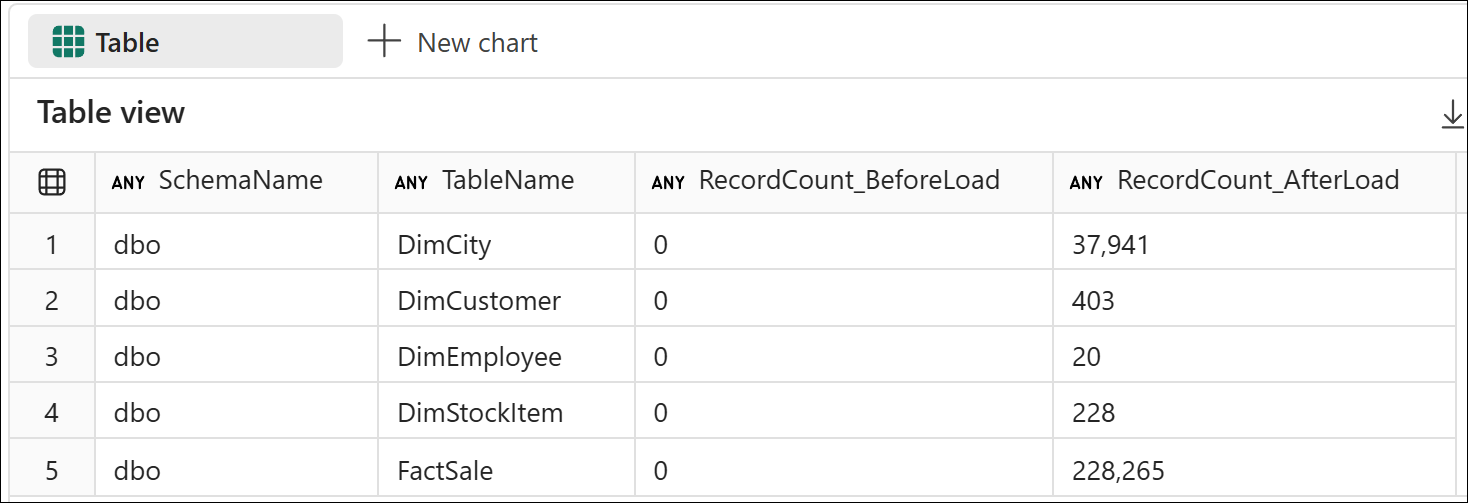 Table New chart
Table view
ANY SchemaName ANY TableName ANY RecordCount_BeforeLoad ANY RecordCount_AfterLoad
1 dbo DimCity 0 37,941
2 dbo DimCustomer 0 403
3 dbo DimEmployee 0 20
4 dbo DimStockItem 0 228
5 dbo FactSale 0 228,265